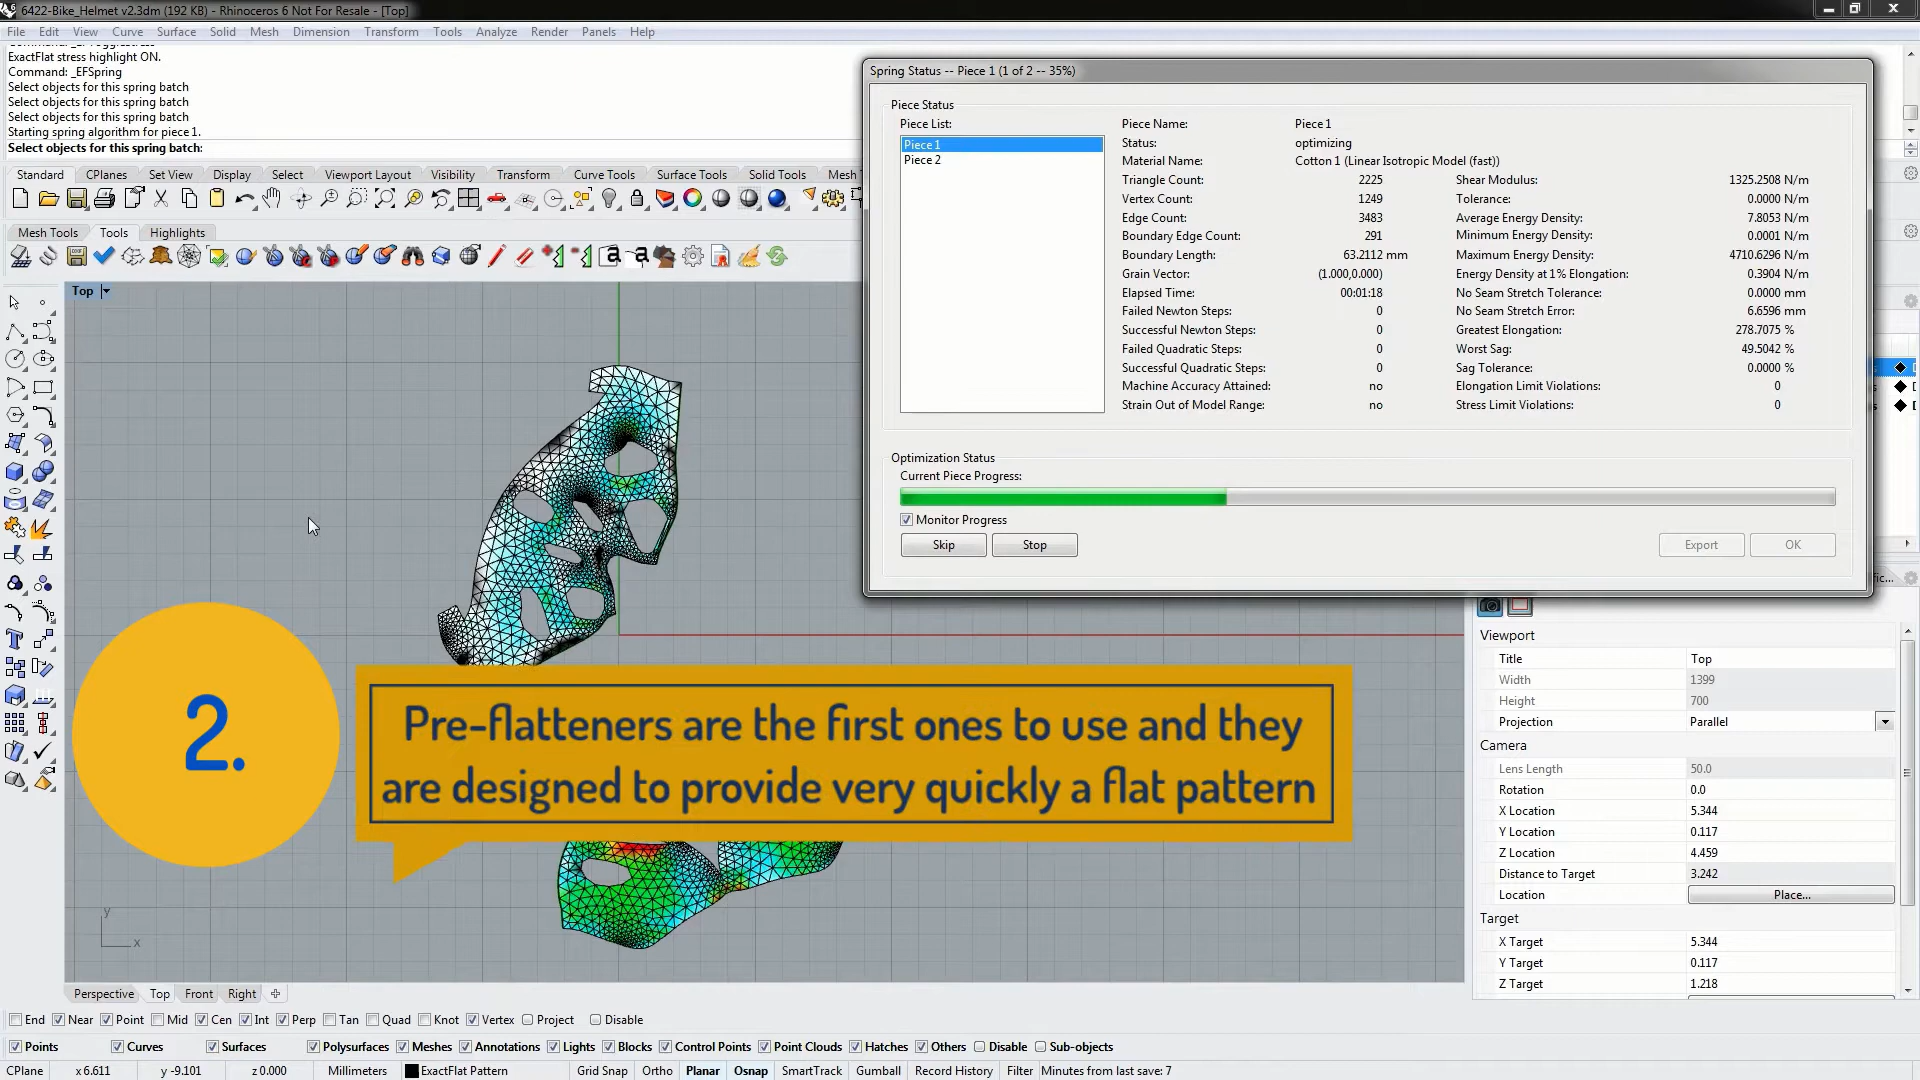 6422-Bike_Helmet v2.3dm (192 KB) - Rhinoceros 6 Not For Resale - [Top]
File Edit View Curve Surface Solid Mesh Dimension Transform Tools Analyze Render Panels Help
ExactFlat stress highlight ON.
Command: _EFSpring
Select objects for this spring batch
Select objects for this spring batch
Select objects for this spring batch
Starting spring algorithm for piece 1.
Select objects for this spring batch:
Standard CPlanes Set View Display Select Viewport Layout Visibility Transform Curve Tools Surface Tools Solid Tools Mesh T
Mesh Tools Tools Highlights
Top
Spring Status -- Piece 1 (1 of 2 -- 35%)
Piece Status
Piece List:
Piece 1
Piece 2
Piece Name: Piece 1
Status: optimizing
Material Name: Cotton 1 (Linear Isotropic Model (fast))
Triangle Count: 2225 Shear Modulus: 1325.2508 N/m
Vertex Count: 1249 Tolerance: 0.0000 N/m
Edge Count: 3483 Average Energy Density: 7.8053 N/m
Boundary Edge Count: 291 Minimum Energy Density: 0.0001 N/m
Boundary Length: 63.2112 mm Maximum Energy Density: 4710.6296 N/m
Grain Vector: (1.000,0.000) Energy Density at 1% Elongation: 0.3904 N/m
Elapsed Time: 00:01:18 No Seam Stretch Tolerance: 0.0000 mm
Failed Newton Steps: 0 No Seam Stretch Error: 6.6596 mm
Successful Newton Steps: 0 Greatest Elongation: 278.7075 %
Failed Quadratic Steps: 0 Worst Sag: 49.5042 %
Successful Quadratic Steps: 0 Sag Tolerance: 0.0000 %
Machine Accuracy Attained: no Elongation Limit Violations: 0
Strain Out of Model Range: no Stress Limit Violations: 0
Optimization Status
Current Piece Progress:
Monitor Progress
Skip Stop Export OK
2.
Pre-flatteners are the first ones to use and they
are designed to provide very quickly a flat pattern
Viewport
Title Top
Width 1399
Height 700
Projection Parallel
Camera
Lens Length 50.0
Rotation 0.0
X Location 5.344
Y Location 0.117
Z Location 4.459
Distance to Target 3.242
Location Place...
Target
X Target 5.344
Y Target 0.117
Z Target 1.218
y
x
Perspective Top Front Right
End Near Point Mid Cen Int Perp Tan Quad Knot Vertex Project Disable
Points Curves Surfaces Polysurfaces Meshes Annotations Lights Blocks Control Points Point Clouds Hatches Others Disable Sub-objects
CPlane x 6.611 y -9.101 z 0.000 Millimeters ExactFlat Pattern Grid Snap Ortho Planar Osnap SmartTrack Gumball Record History Filter Minutes from last save: 7